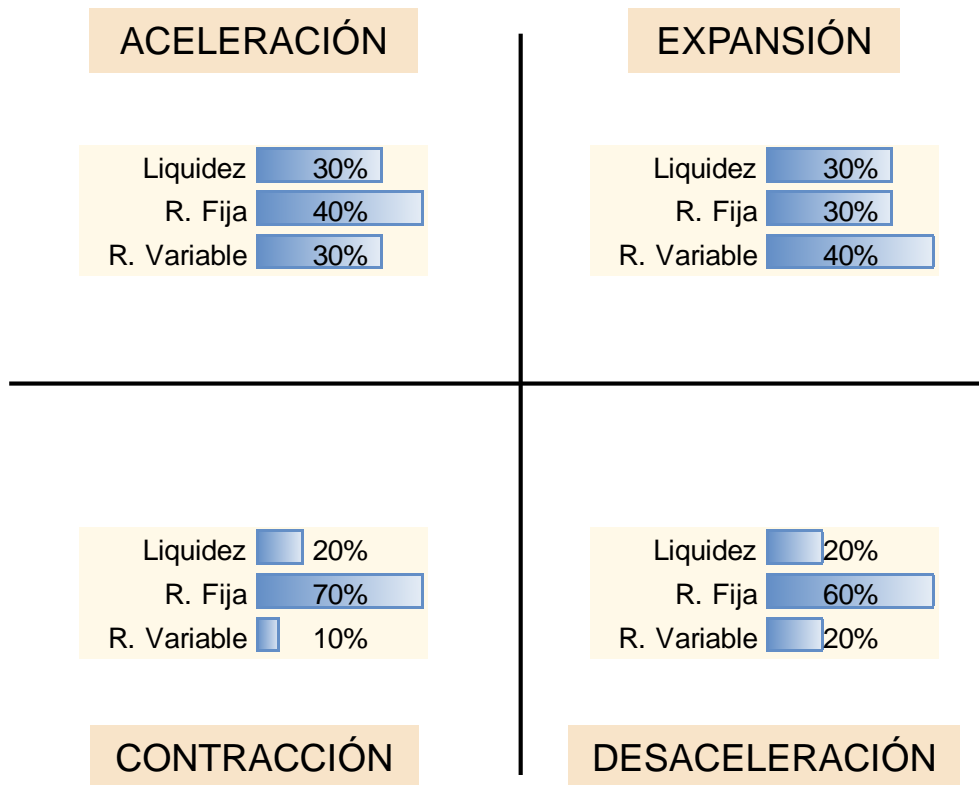 ACELERACIÓN
Liquidez 30%
R. Fija 40%
R. Variable 30%
EXPANSIÓN
Liquidez 30%
R. Fija 30%
R. Variable 40%
Liquidez 20%
R. Fija 70%
R. Variable 10%
CONTRACCIÓN
Liquidez 20%
R. Fija 60%
R. Variable 20%
DESACELERACIÓN